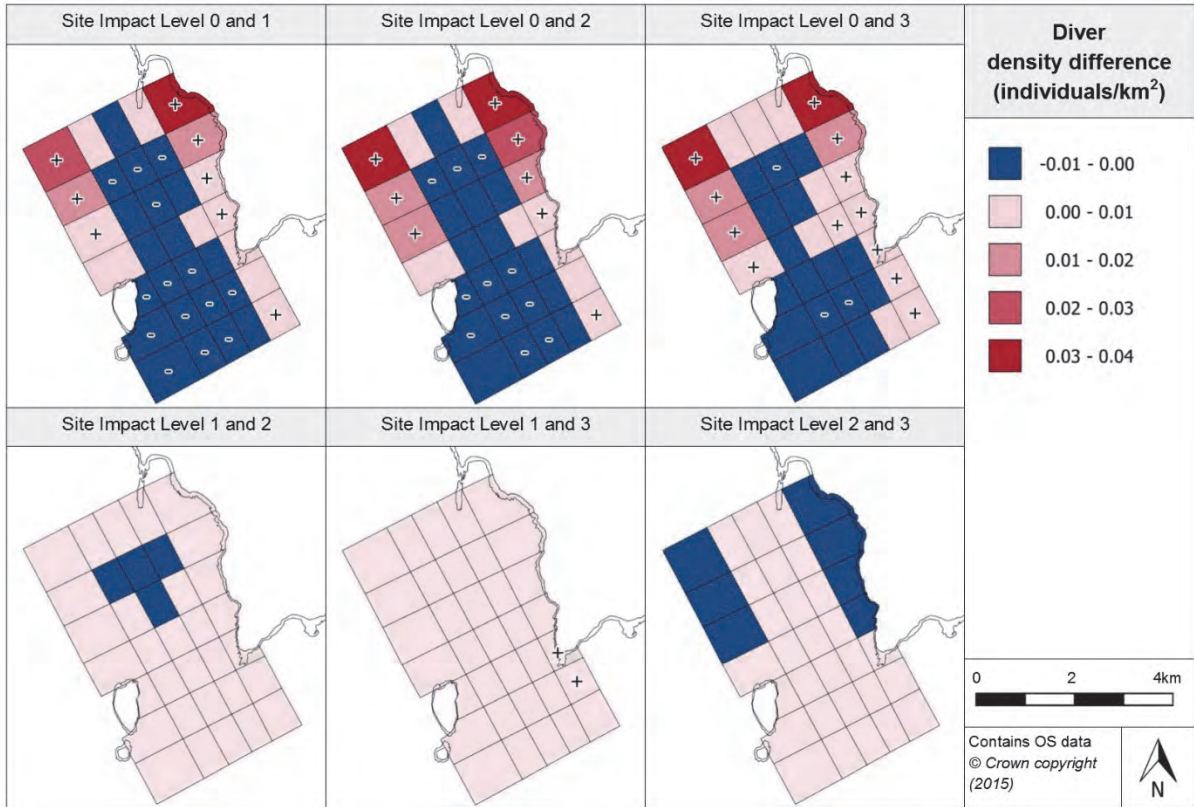 Site Impact Level 0 and 1
Site Impact Level 0 and 2
Site Impact Level 0 and 3
Site Impact Level 1 and 2
Site Impact Level 1 and 3
Site Impact Level 2 and 3
Diver
density difference
(individuals/km²)
-0.01 - 0.00
0.00 - 0.01
0.01 - 0.02
0.02 - 0.03
0.03 - 0.04
0 2 4km
Contains OS data
© Crown copyright
(2015)
N